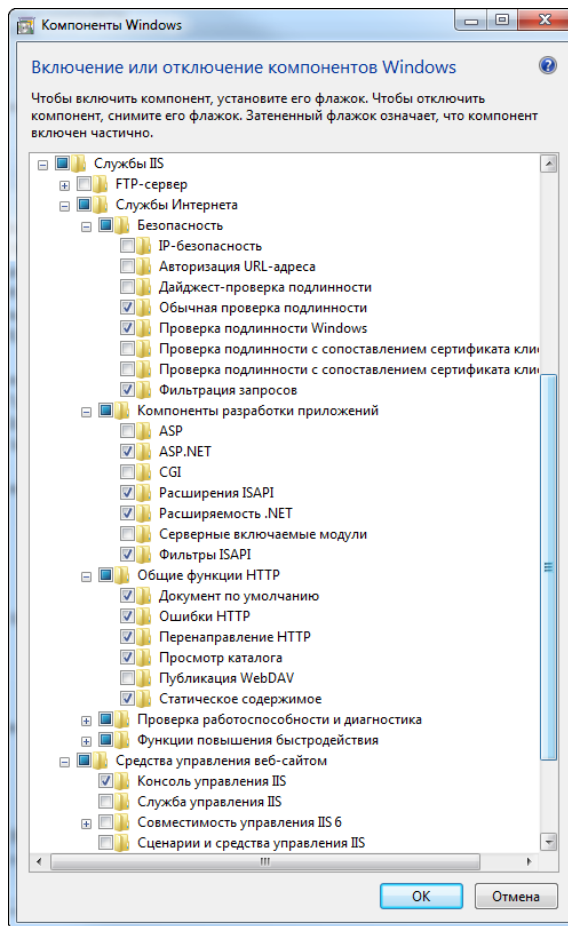 Компоненты Windows
Включение или отключение компонентов Windows
Чтобы включить компонент, установите его флажок. Чтобы отключить
компонент, снимите его флажок. Затененный флажок означает, что компонент
включен частично.
Службы IIS
FTP-сервер
Службы Интернета
Безопасность
IP-безопасность
Авторизация URL-адреса
Дайджест-проверка подлинности
Обычная проверка подлинности
Проверка подлинности Windows
Проверка подлинности с сопоставлением сертификата кли
Проверка подлинности с сопоставлением сертификата кли
Фильтрация запросов
Компоненты разработки приложений
ASP
ASP.NET
CGI
Расширения ISAPI
Расширяемость .NET
Серверные включаемые модули
Фильтры ISAPI
Общие функции HTTP
Документ по умолчанию
Ошибки HTTP
Перенаправление HTTP
Просмотр каталога
Публикация WebDAV
Статическое содержимое
Проверка работоспособности и диагностика
Функции повышения быстродействия
Средства управления веб-сайтом
Консоль управления IIS
Служба управления IIS
Совместимость управления IIS 6
Сценарии и средства управления IIS
OK Отмена